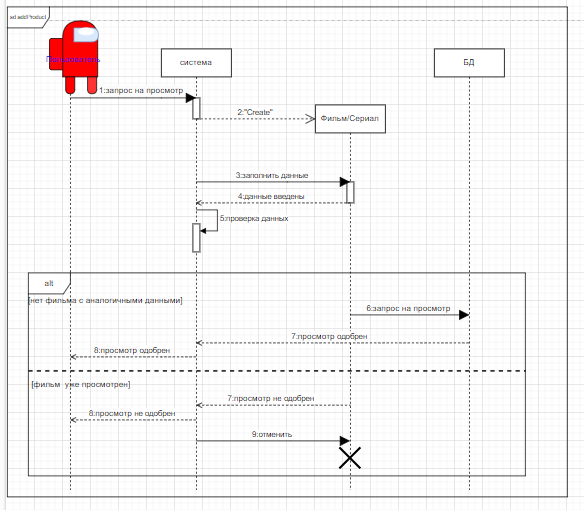 sd addProduct
Пользователь
система
БД
1:запрос на просмотр
2:"Create"
Фильм/Сериал
3:заполнить данные
4:данные введены
5:проверка данных
alt
[нет фильма с аналогичными данными]
6:запрос на просмотр
7:просмотр одобрен
8:просмотр одобрен
[фильм уже просмотрен]
7:просмотр не одобрен
8:просмотр не одобрен
9:отменить